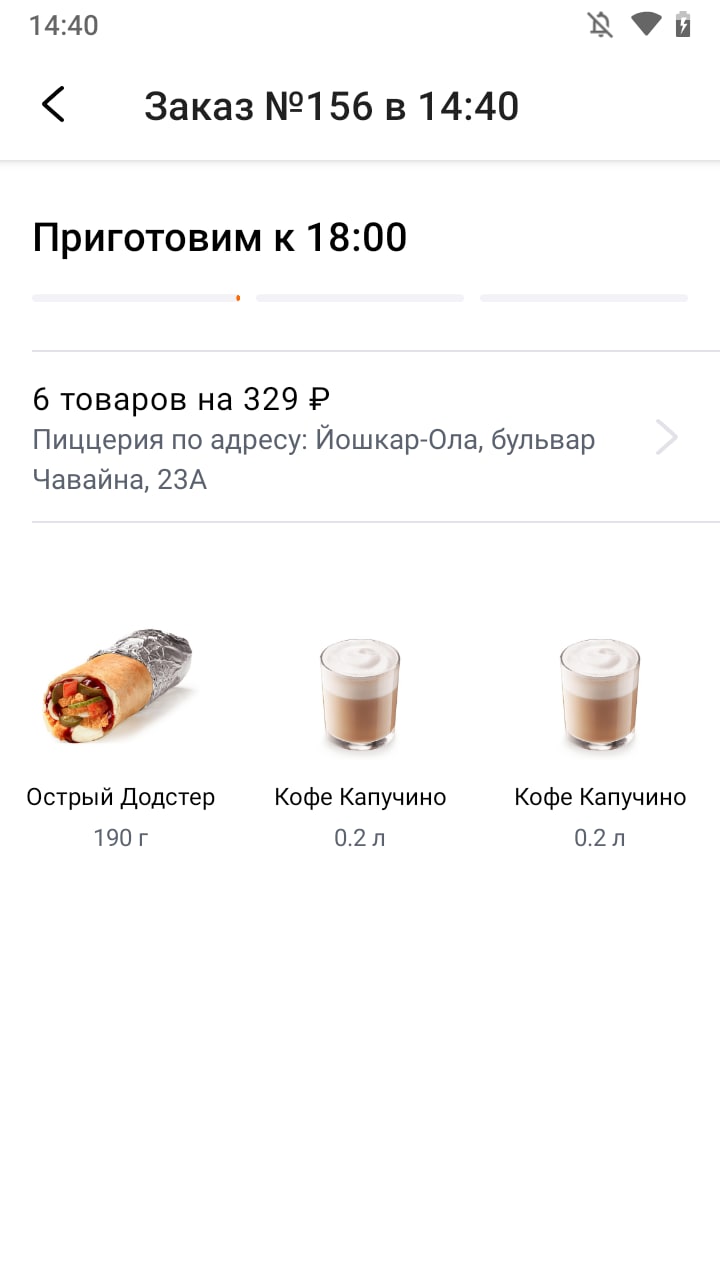 14:40
Заказ №156 в 14:40
Приготовим к 18:00
6 товаров на 329 ₽
Пиццерия по адресу: Йошкар-Ола, бульвар
Чавайна, 23А
Острый Додстер
190 г
Кофе Капучино
0.2 л
Кофе Капучино
0.2 л